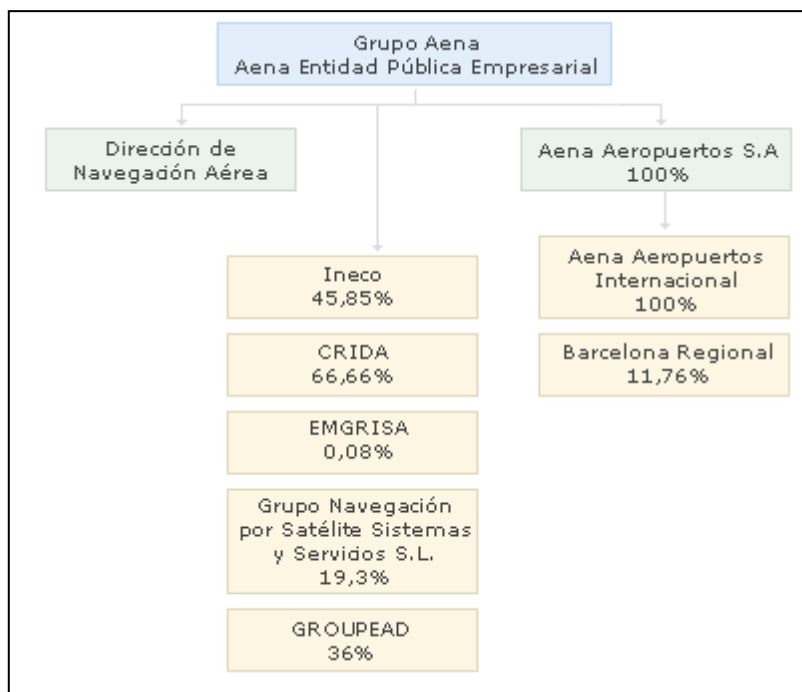 Grupo Aena
Aena Entidad Pública Empresarial
Dirección de
Navegación Aérea
Aena Aeropuertos S.A
100%
Ineco
45,85%
CRIDA
66,66%
EMGRISA
0,08%
Grupo Navegación
por Satélite Sistemas
y Servicios S.L.
19,3%
GROUPEAD
36%
Aena Aeropuertos
Internacional
100%
Barcelona Regional
11,76%